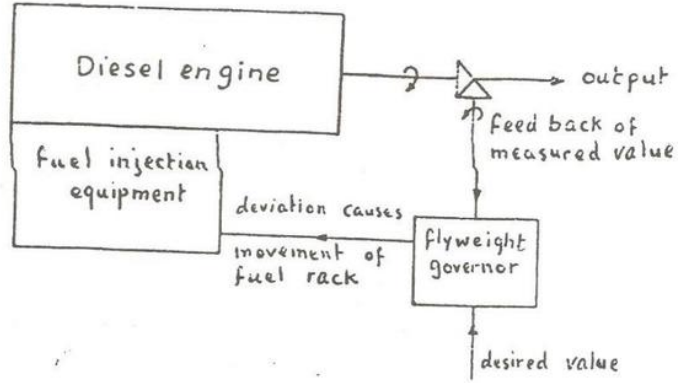 Diesel engine
output
feed back of
measured value
fuel injection
equipment
deviation causes
movement of
fuel rack
flyweight
governor
desired value